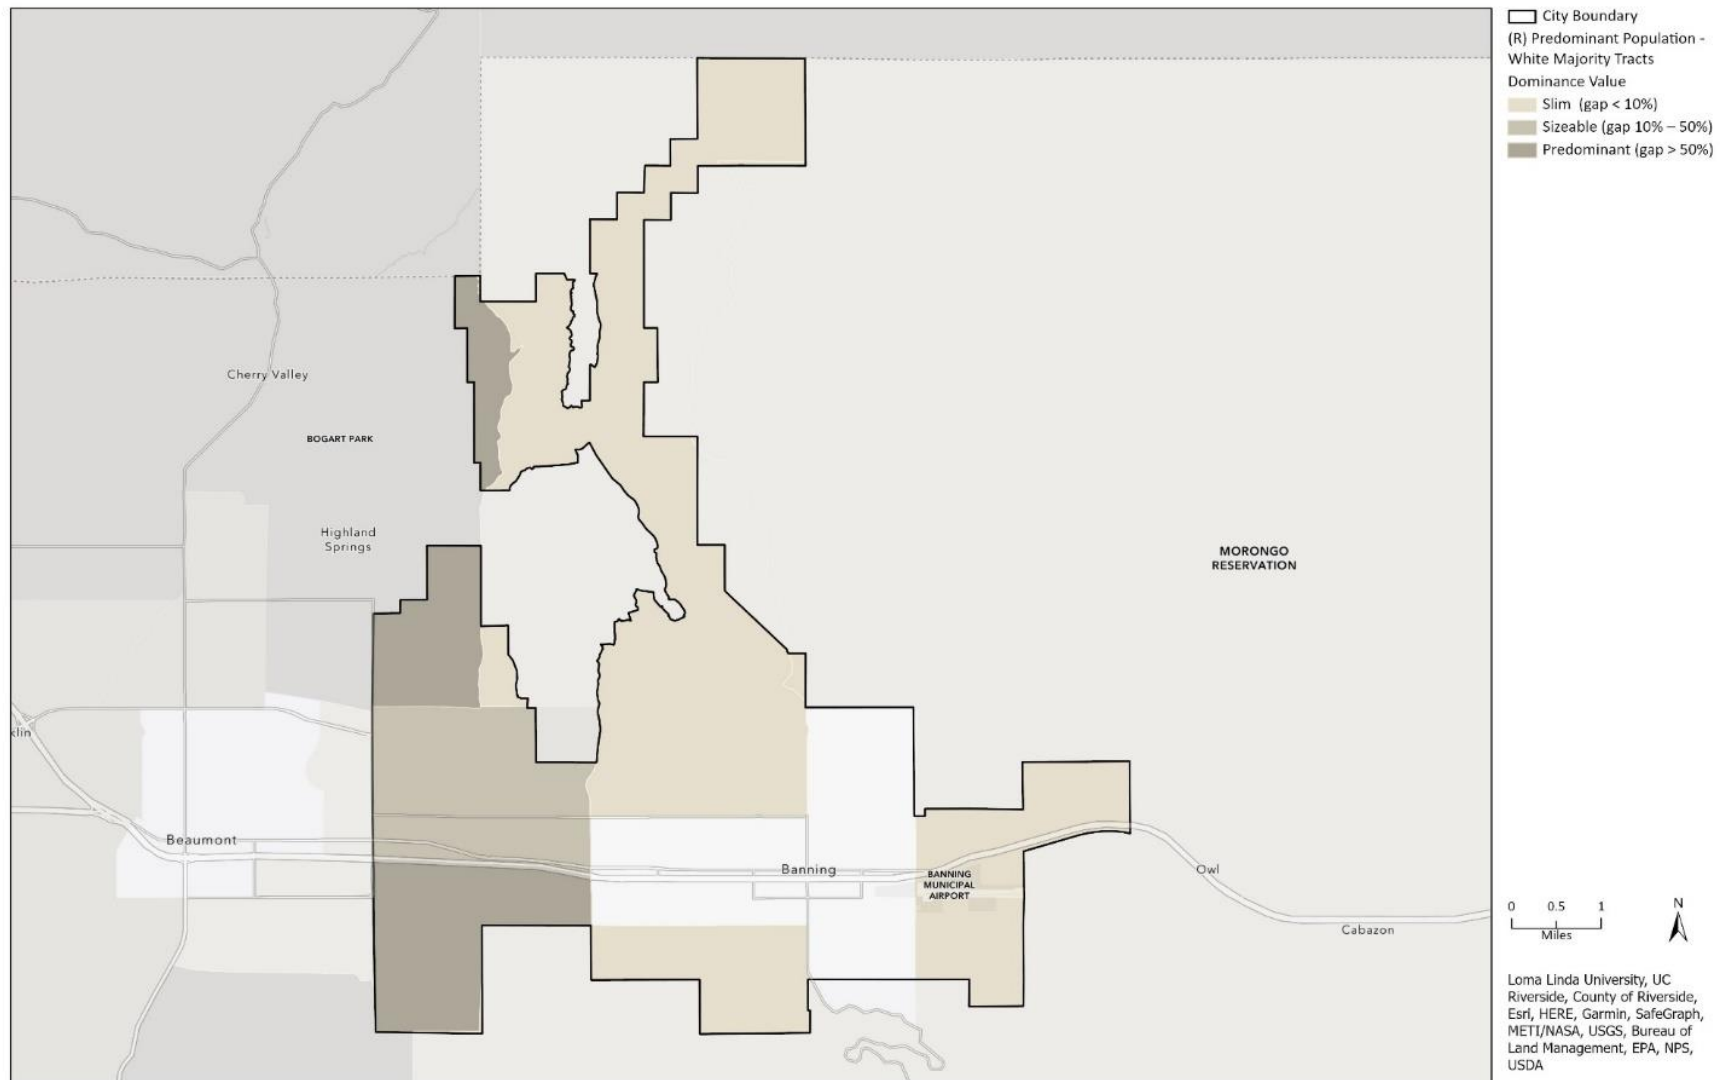 City Boundary
(R) Predominant Population -
White Majority Tracts
Dominance Value
Slim (gap < 10%)
Sizeable (gap 10% – 50%)
Predominant (gap > 50%)
Cherry Valley
BOGART PARK
Highland
Springs
MORONGO
RESERVATION
klin
Beaumont
Banning
BANNING
MUNICIPAL
AIRPORT
Owl
Cabazon
0 0.5 1
Miles
N
Loma Linda University, UC
Riverside, County of Riverside,
Esri, HERE, Garmin, SafeGraph,
METI/NASA, USGS, Bureau of
Land Management, EPA, NPS,
USDA